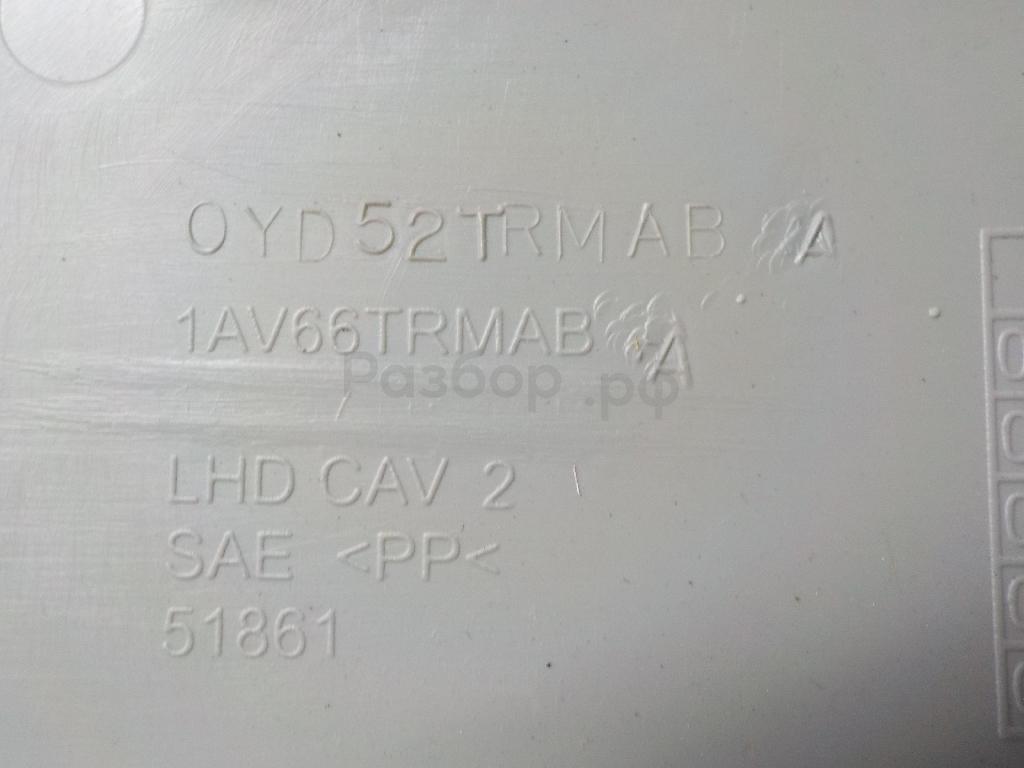 0YD52TRMAB A
1AV66TRMAB A
Разбор.рф
LHD CAV 2
SAE <PP<
51861